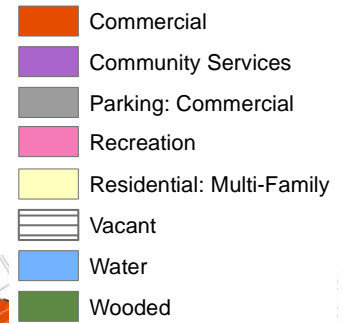 Commercial
Community Services
Parking: Commercial
Recreation
Residential: Multi-Family
Vacant
Water
Wooded